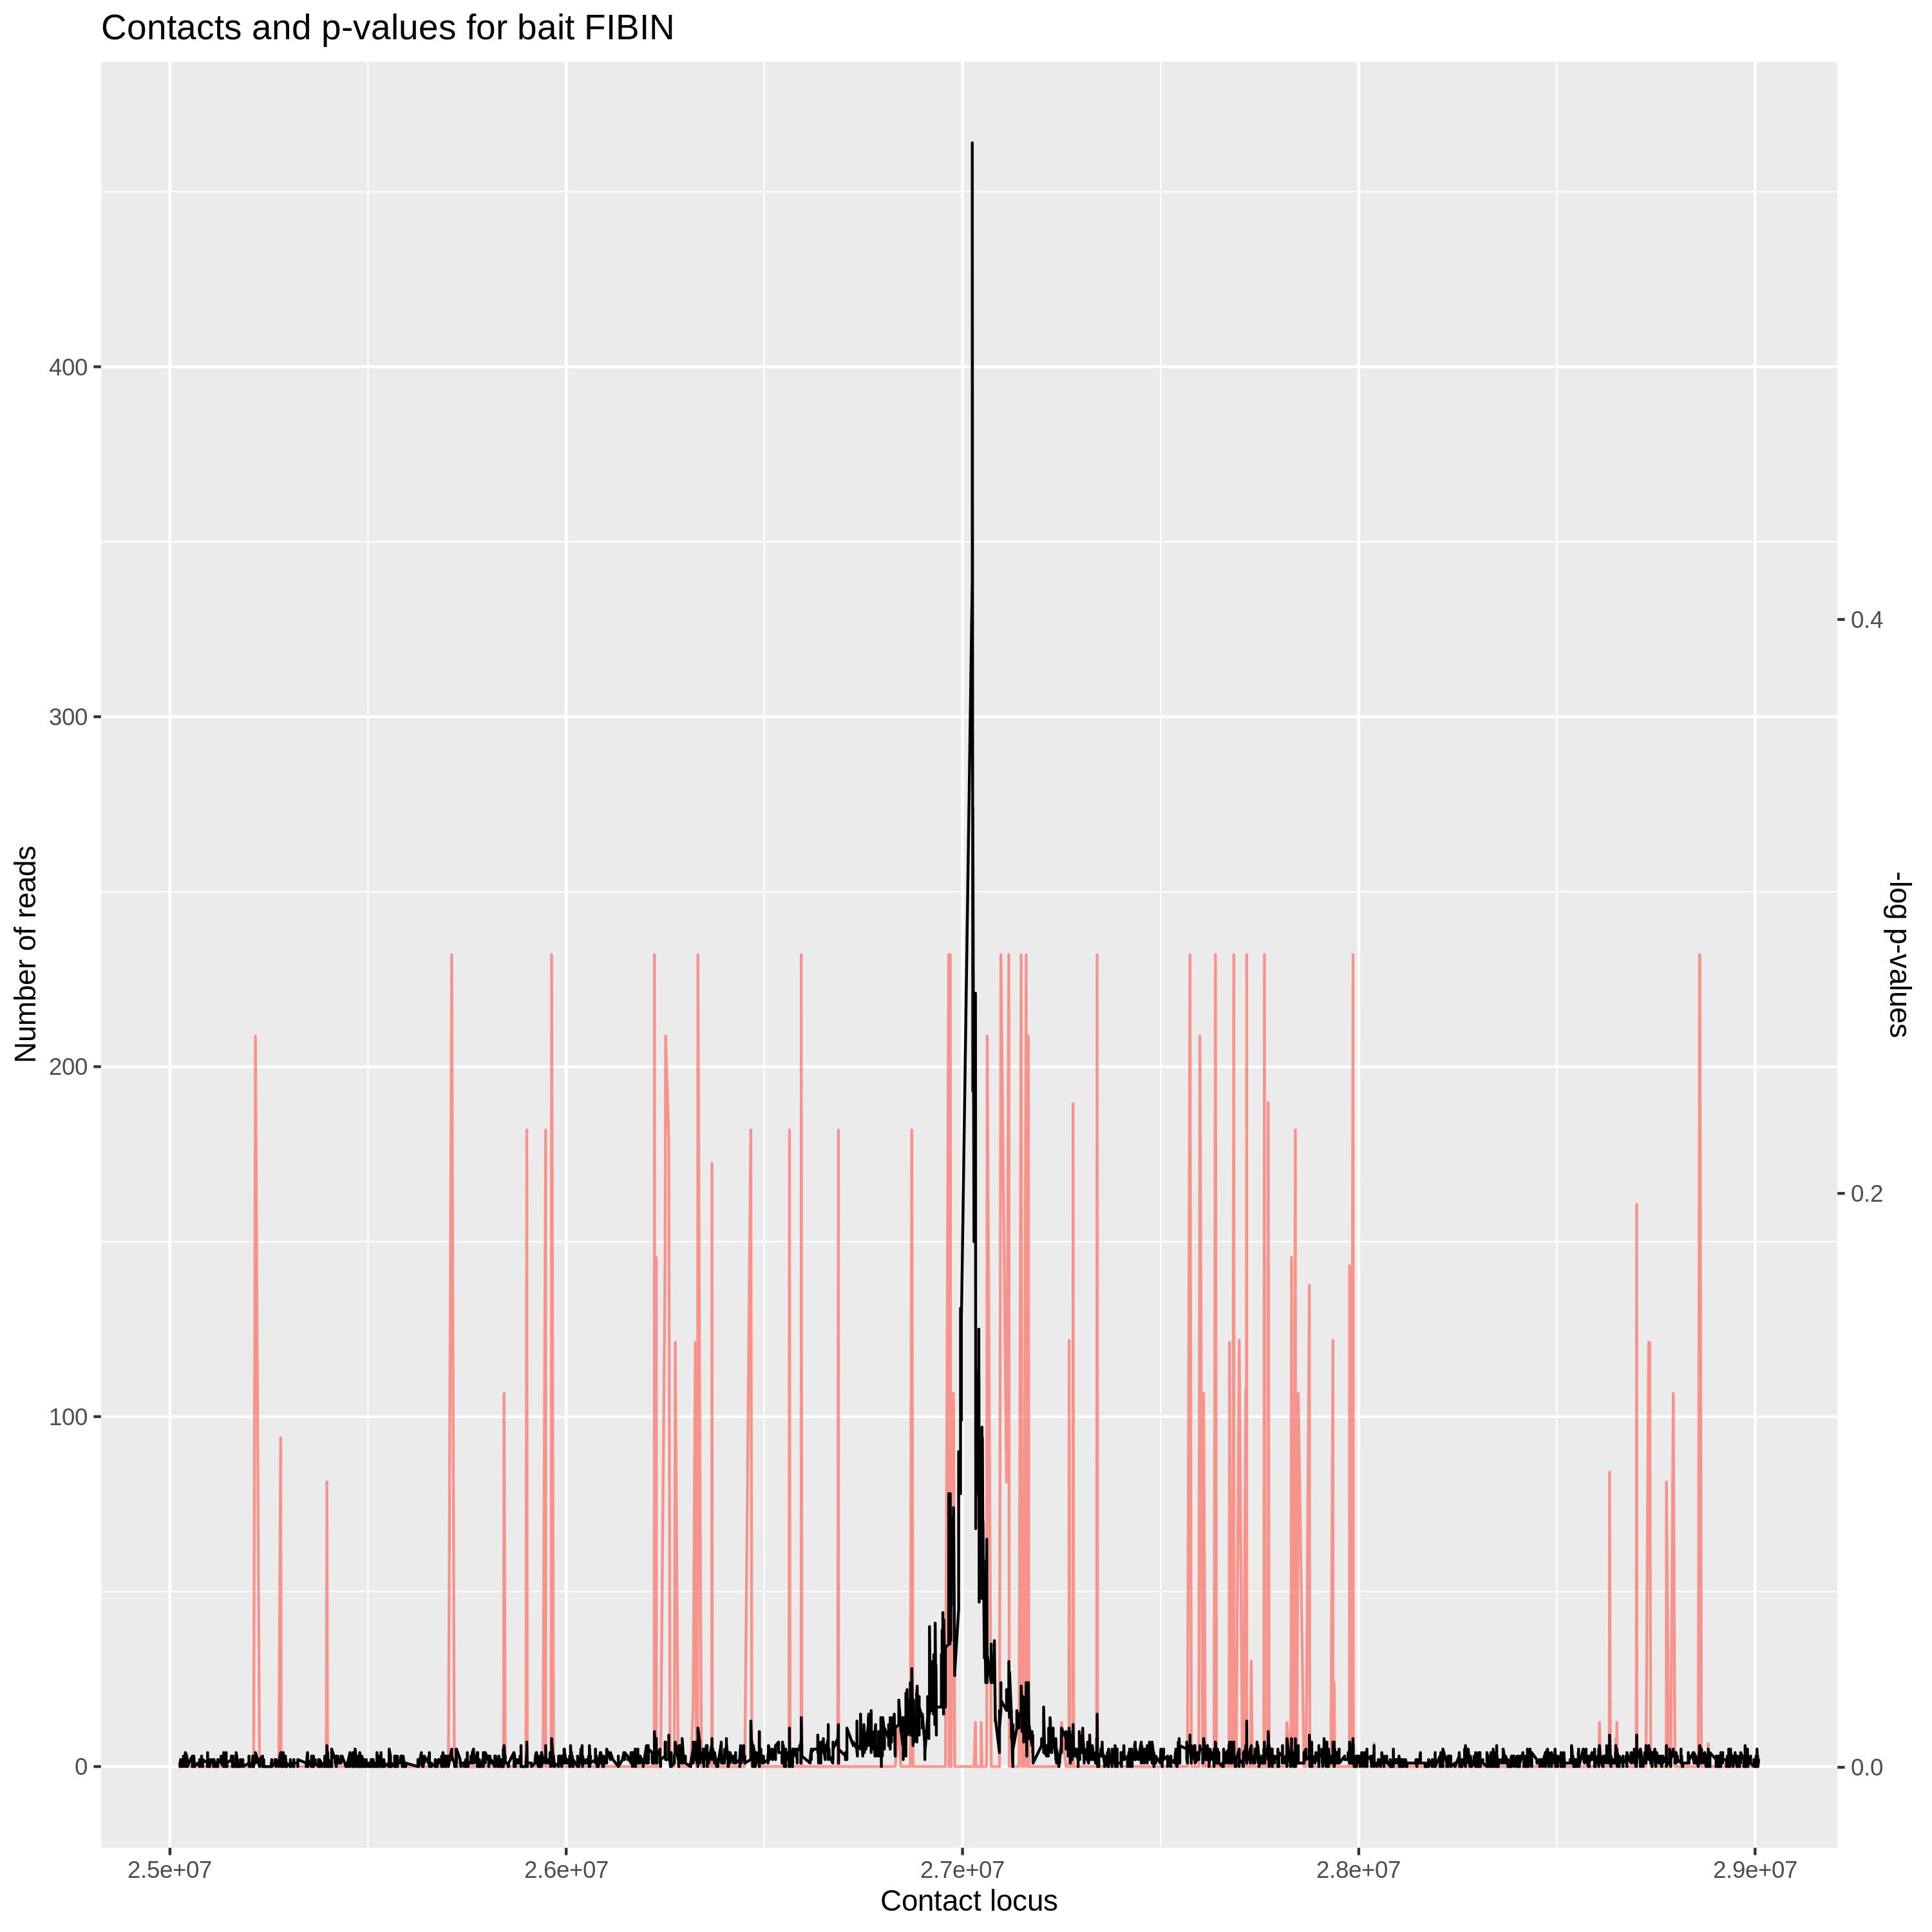 Contacts and p-values for bait FIBIN
Number of reads
400
300
200
100
0
0.4
0.2
0.0
-log p-values
2.5e+07 2.6e+07 2.7e+07 2.8e+07 2.9e+07
Contact locus